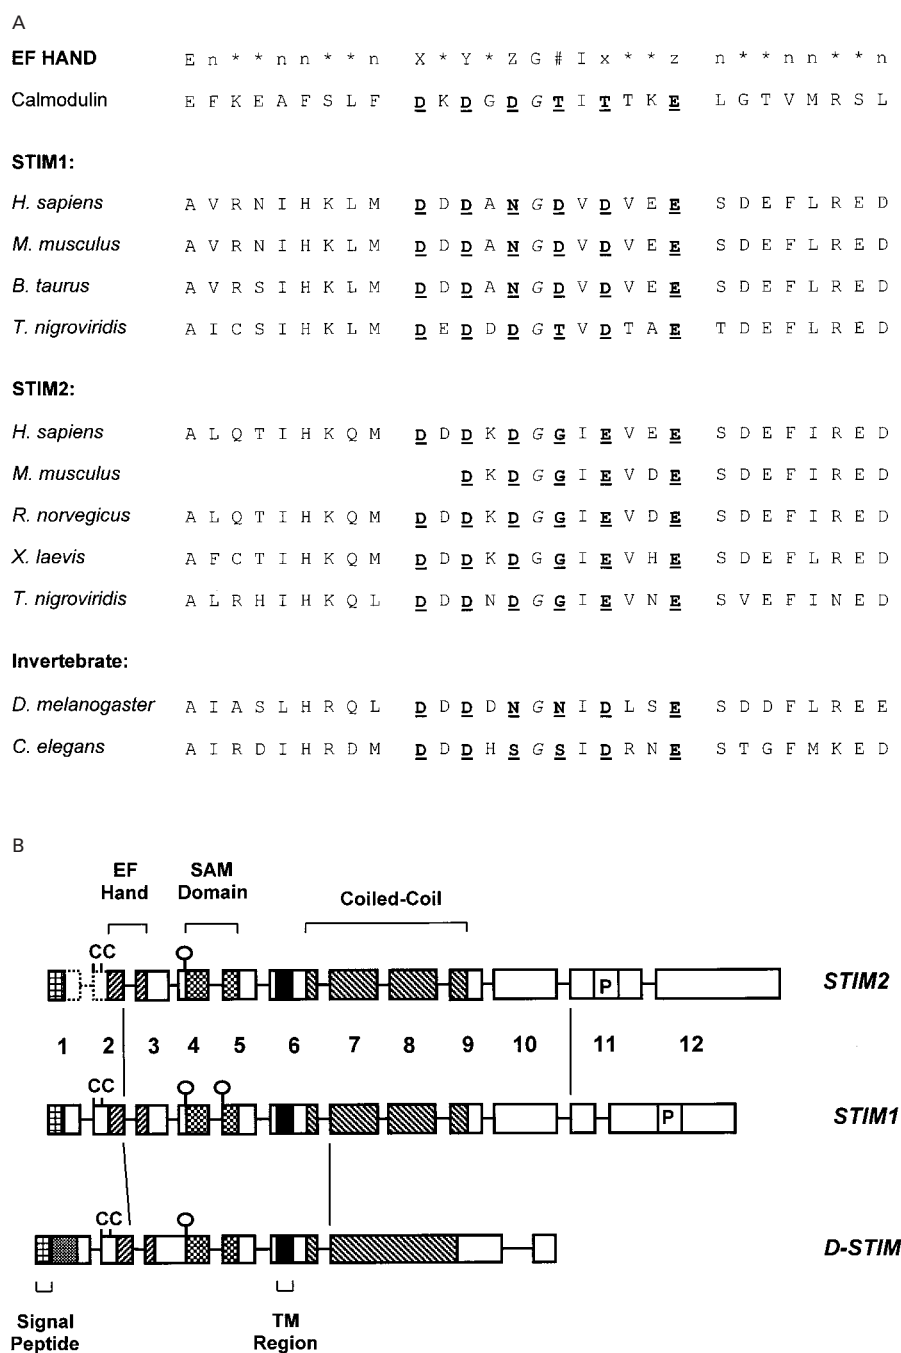 A
EF HAND E n * * n n * * n X * Y * Z G # I x * * z n * * n n * * n
Calmodulin E F K E A F S L F D K D G D G T I T T K E L G T V M R S L
STIM1:
H. sapiens A V R N I H K L M D D D A N G D V D V E E S D E F L R E D
M. musculus A V R N I H K L M D D D A N G D V D V E E S D E F L R E D
B. taurus A V R S I H K L M D D D A N G D V D V E E S D E F L R E D
T. nigroviridis A I C S I H K L M D E D D D G T V D T A E T D E F L R E D
STIM2:
H. sapiens A L Q T I H K Q M D D D K D G G I E V E E S D E F I R E D
M. musculus D K D G G I E V D E S D E F I R E D
R. norvegicus A L Q T I H K Q M D D D K D G G I E V D E S D E F I R E D
X. laevis A F C T I H K Q M D D D K D G G I E V H E S D E F L R E D
T. nigroviridis A L R H I H K Q L D D D N D G G I E V N E S V E F I N E D
Invertebrate:
D. melanogaster A I A S L H R Q L D D D D N G N I D L S E S D D F L R E E
C. elegans A I R D I H R D M D D D H S G S I D R N E S T G F M K E D
B
EF
Hand
SAM
Domain
Coiled-Coil
CC
P
STIM2
1 2 3 4 5 6 7 8 9 10 11 12
CC
P
STIM1
CC
D-STIM
Signal
Peptide
TM
Region